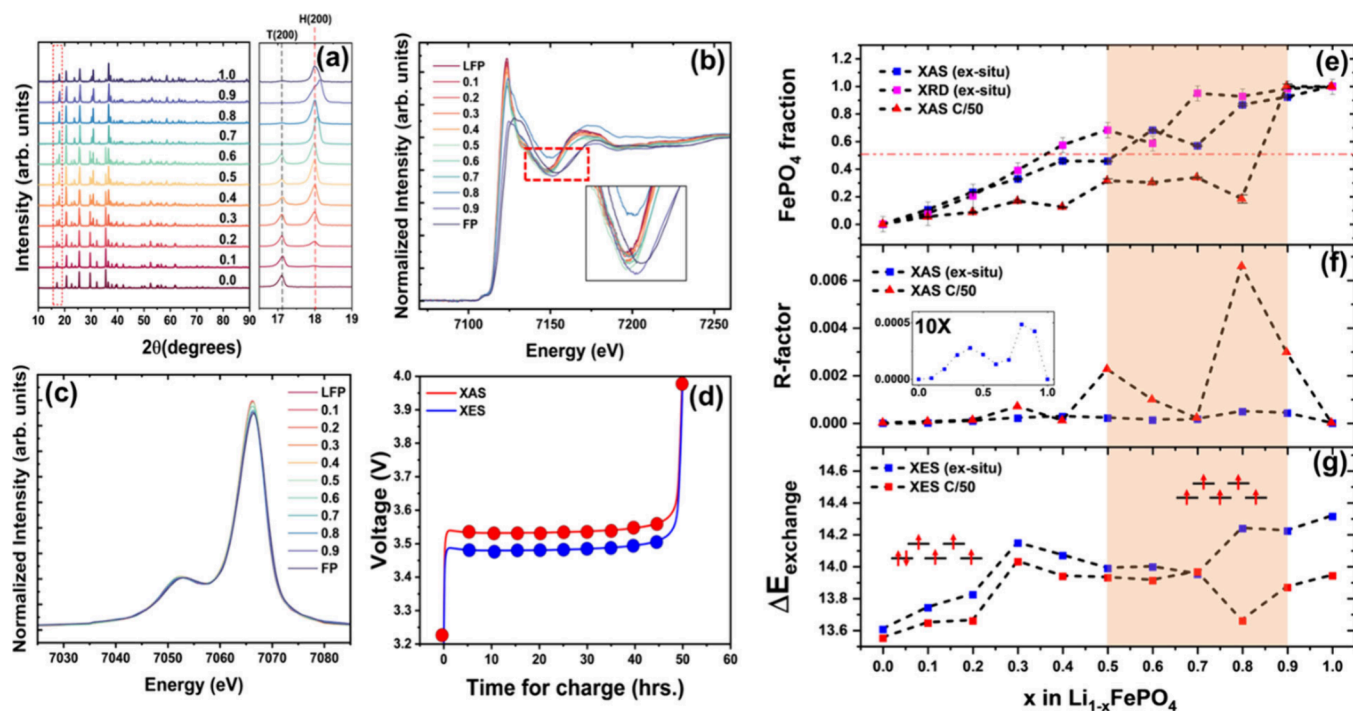 (a)
T(200)
H(200)
1.0
0.9
0.8
0.7
0.6
0.5
0.4
0.3
0.2
0.1
0.0
Intensity (arb. units)
10 20 30 40 50 60 70 80 90
17 18 19
2θ(degrees)
(b)
Normalized Intensity (arb. units)
LFP
0.1
0.2
0.3
0.4
0.5
0.6
0.7
0.8
0.9
FP
7100 7150 7200 7250
Energy (eV)
(c)
Normalized Intensity (arb. units)
LFP
0.1
0.2
0.3
0.4
0.5
0.6
0.7
0.8
0.9
FP
7030 7040 7050 7060 7070 7085
Energy (eV)
(d)
XAS
XES
Voltage (V)
4.0
3.9
3.8
3.7
3.6
3.5
3.4
3.3
3.2
0 10 20 30 40 50 60
Time for charge (hrs.)
(e)
XAS (ex-situ)
XRD (ex-situ)
XAS C/50
FePO4 fraction
1.2
1.0
0.8
0.6
0.4
0.2
0.0
(f)
XAS (ex-situ)
XAS C/50
R-factor
0.006
0.004
0.002
0.000
10X
0.0005
0.0000
0.0 0.5 1.0
(g)
XES (ex-situ)
XES C/50
ΔEexchange
14.6
14.4
14.2
14.0
13.8
13.6
0.0 0.1 0.2 0.3 0.4 0.5 0.6 0.7 0.8 0.9 1.0
x in Li1-xFePO4